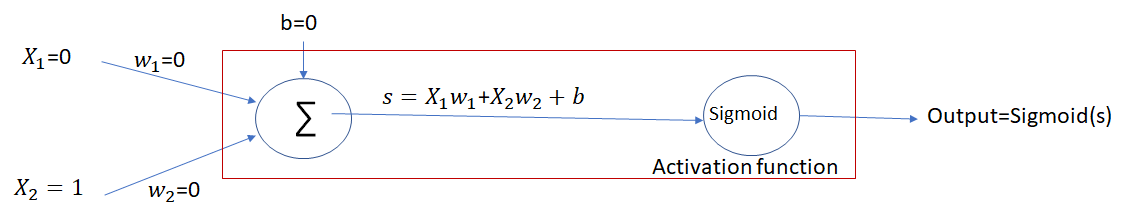 b=0
X₁=0
w₁=0
∑
s = X₁w₁+X₂w₂ + b
Sigmoid
Output=Sigmoid(s)
Activation function
X₂ = 1
w₂=0